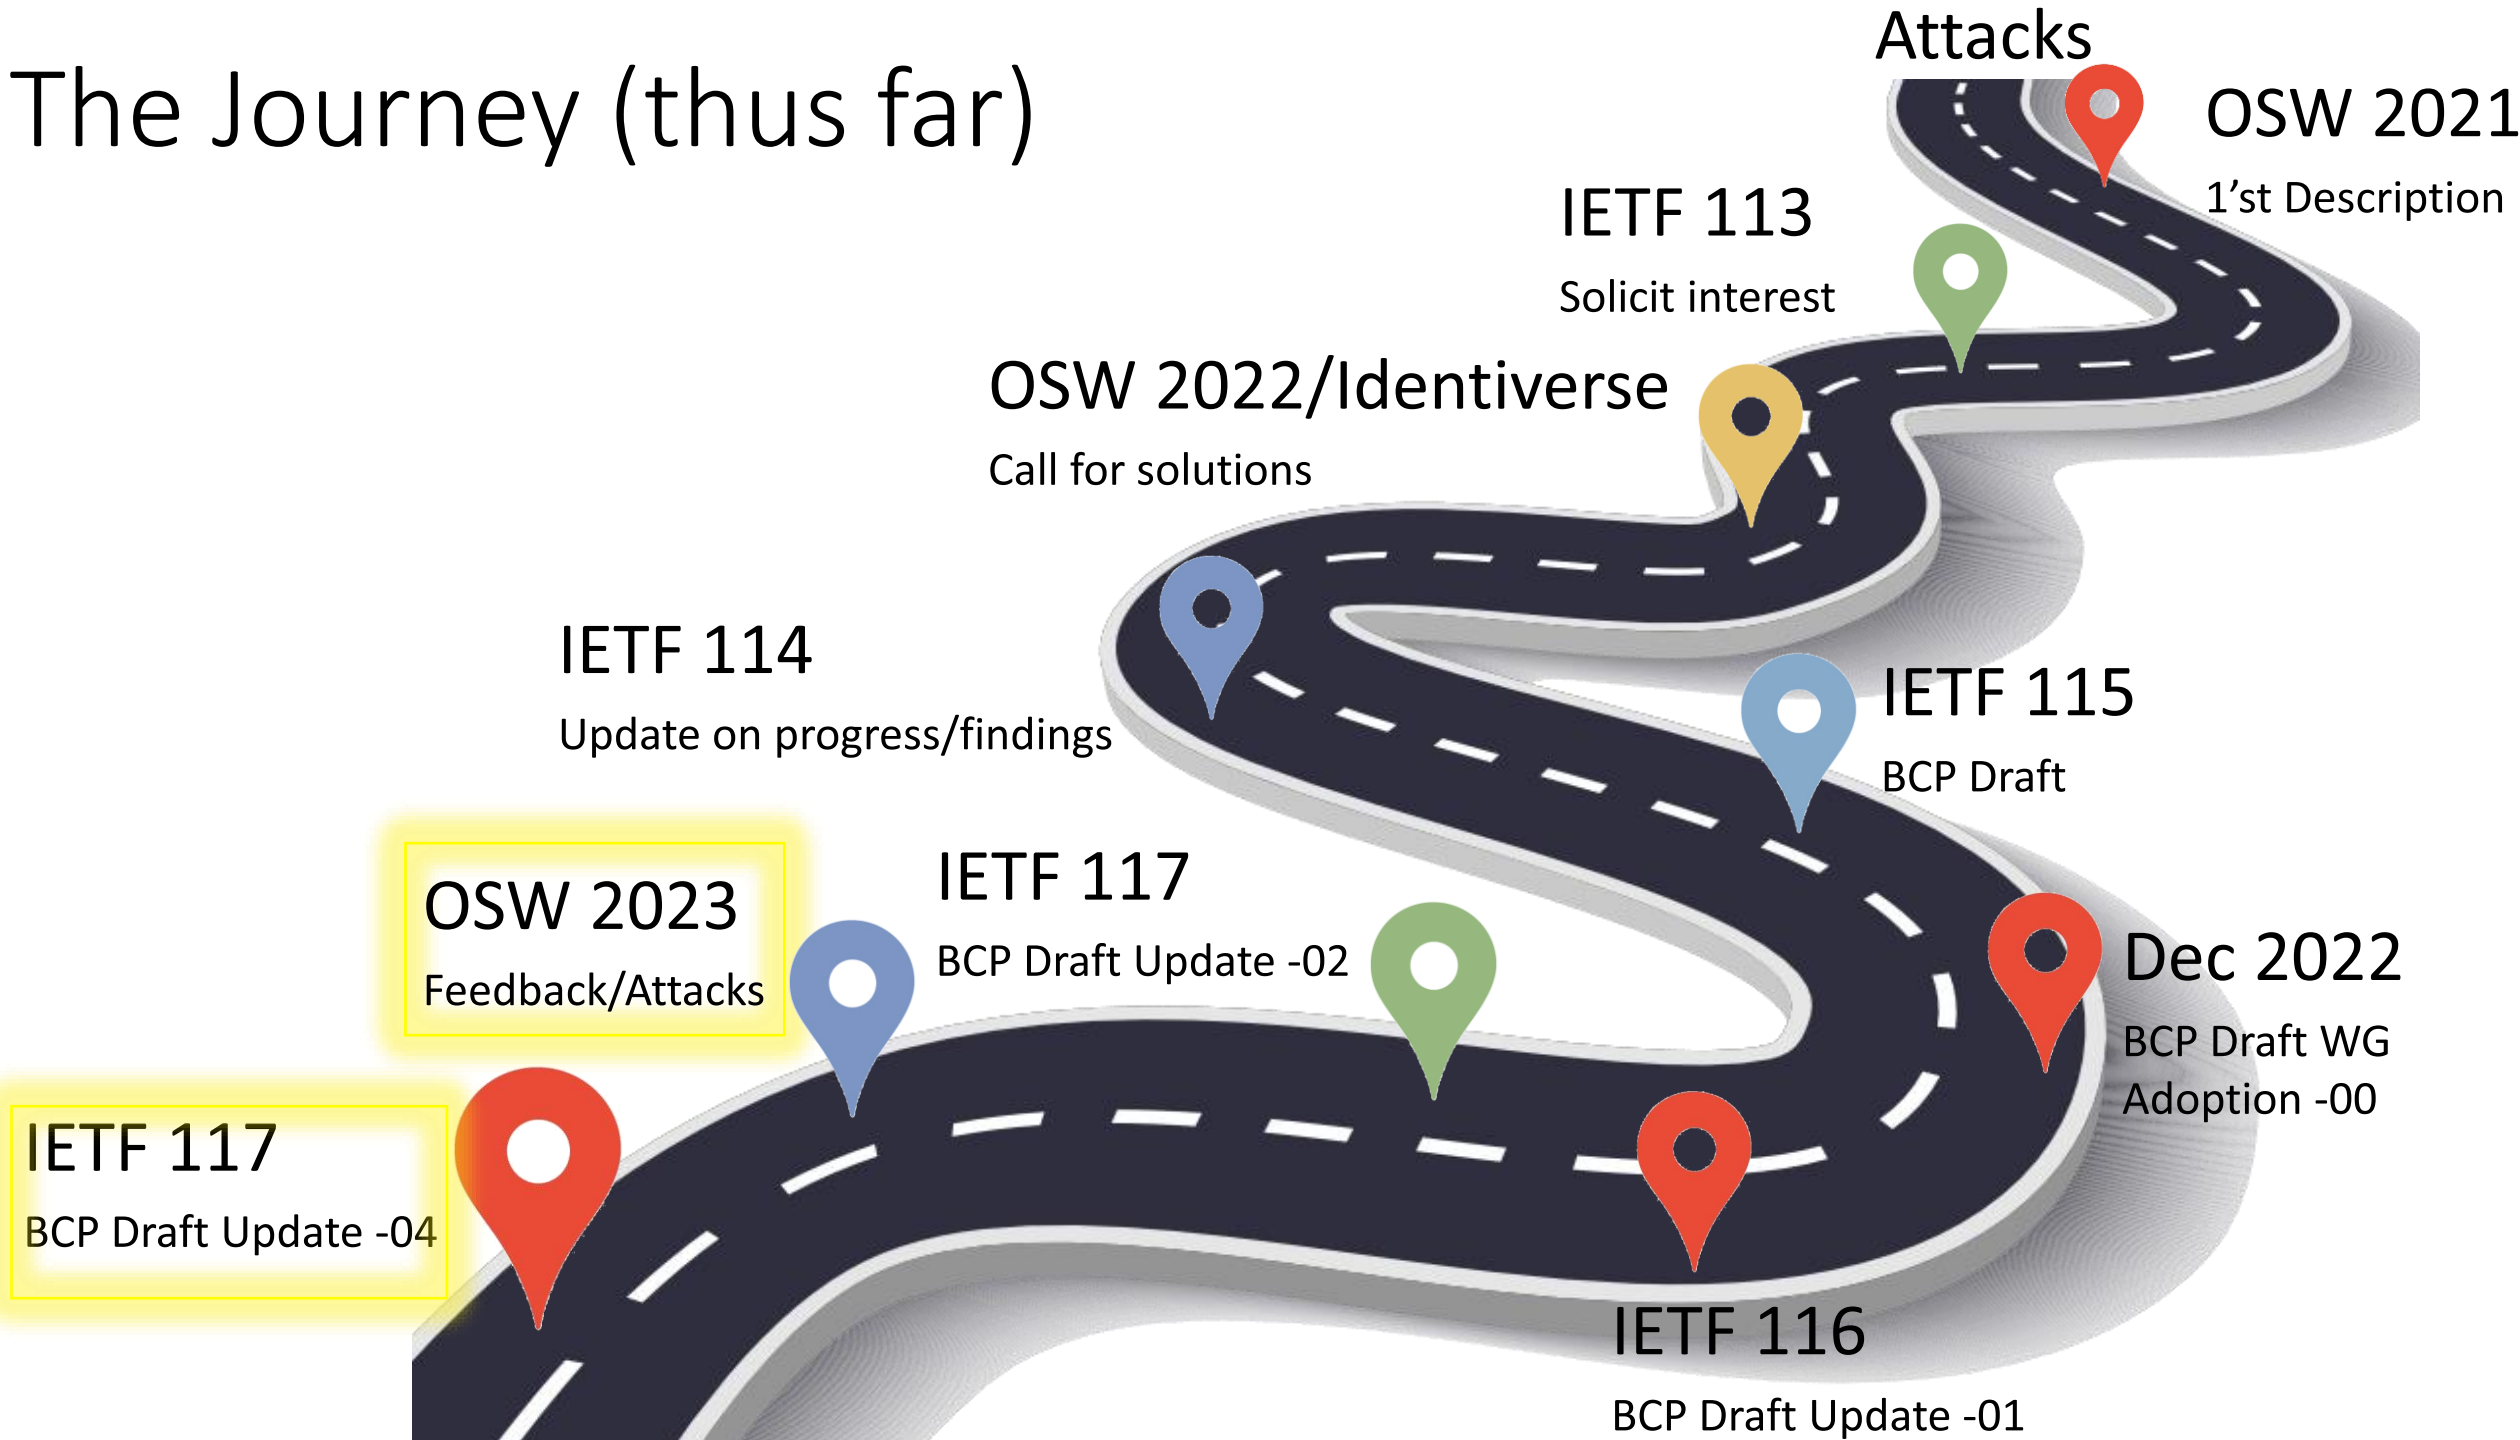 The Journey (thus far)
Attacks
OSW 2021
1’st Description
IETF 113
Solicit interest
OSW 2022/Identiverse
Call for solutions
IETF 114
Update on progress/findings
IETF 115
BCP Draft
Dec 2022
BCP Draft WG
Adoption -00
IETF 116
BCP Draft Update -01
IETF 117
BCP Draft Update -02
OSW 2023
Feedback/Attacks
IETF 117
BCP Draft Update -04